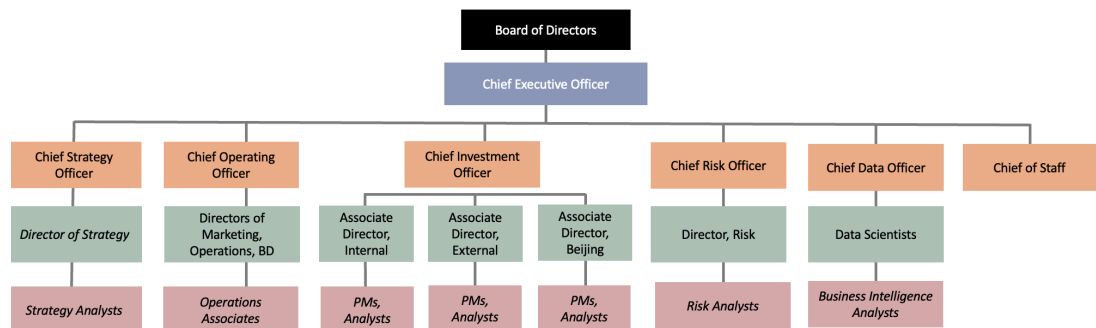 Board of Directors
Chief Executive Officer
Chief Strategy
Officer
Chief Operating
Officer
Chief Investment
Officer
Chief Risk Officer
Chief Data Officer
Chief of Staff
Director of Strategy
Directors of
Marketing,
Operations, BD
Associate
Director,
Internal
Associate
Director,
External
Associate
Director,
Beijing
Director, Risk
Data Scientists
Strategy Analysts
Operations
Associates
PMs,
Analysts
PMs,
Analysts
PMs,
Analysts
Risk Analysts
Business Intelligence
Analysts